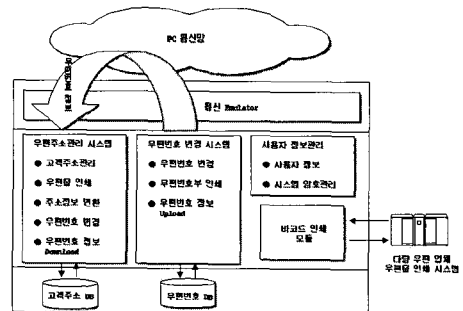 PC 통신망
통신 Emulator
우편주소관리 시스템
● 고객주소관리
● 우편물 인쇄
● 주소정보 변환
● 우편번호 변경
● 우편번호 정보
Download
우편번호 변경 시스템
● 우편번호 변경
● 우편번호부 인쇄
● 우편번호 정보
Upload
사용자 정보관리
● 사용자 정보
● 시스템 암호관리
바코드 인쇄
모듈
다량 우편 업체
우편물 인쇄 시스템
고객주소 DB
우편번호 DB